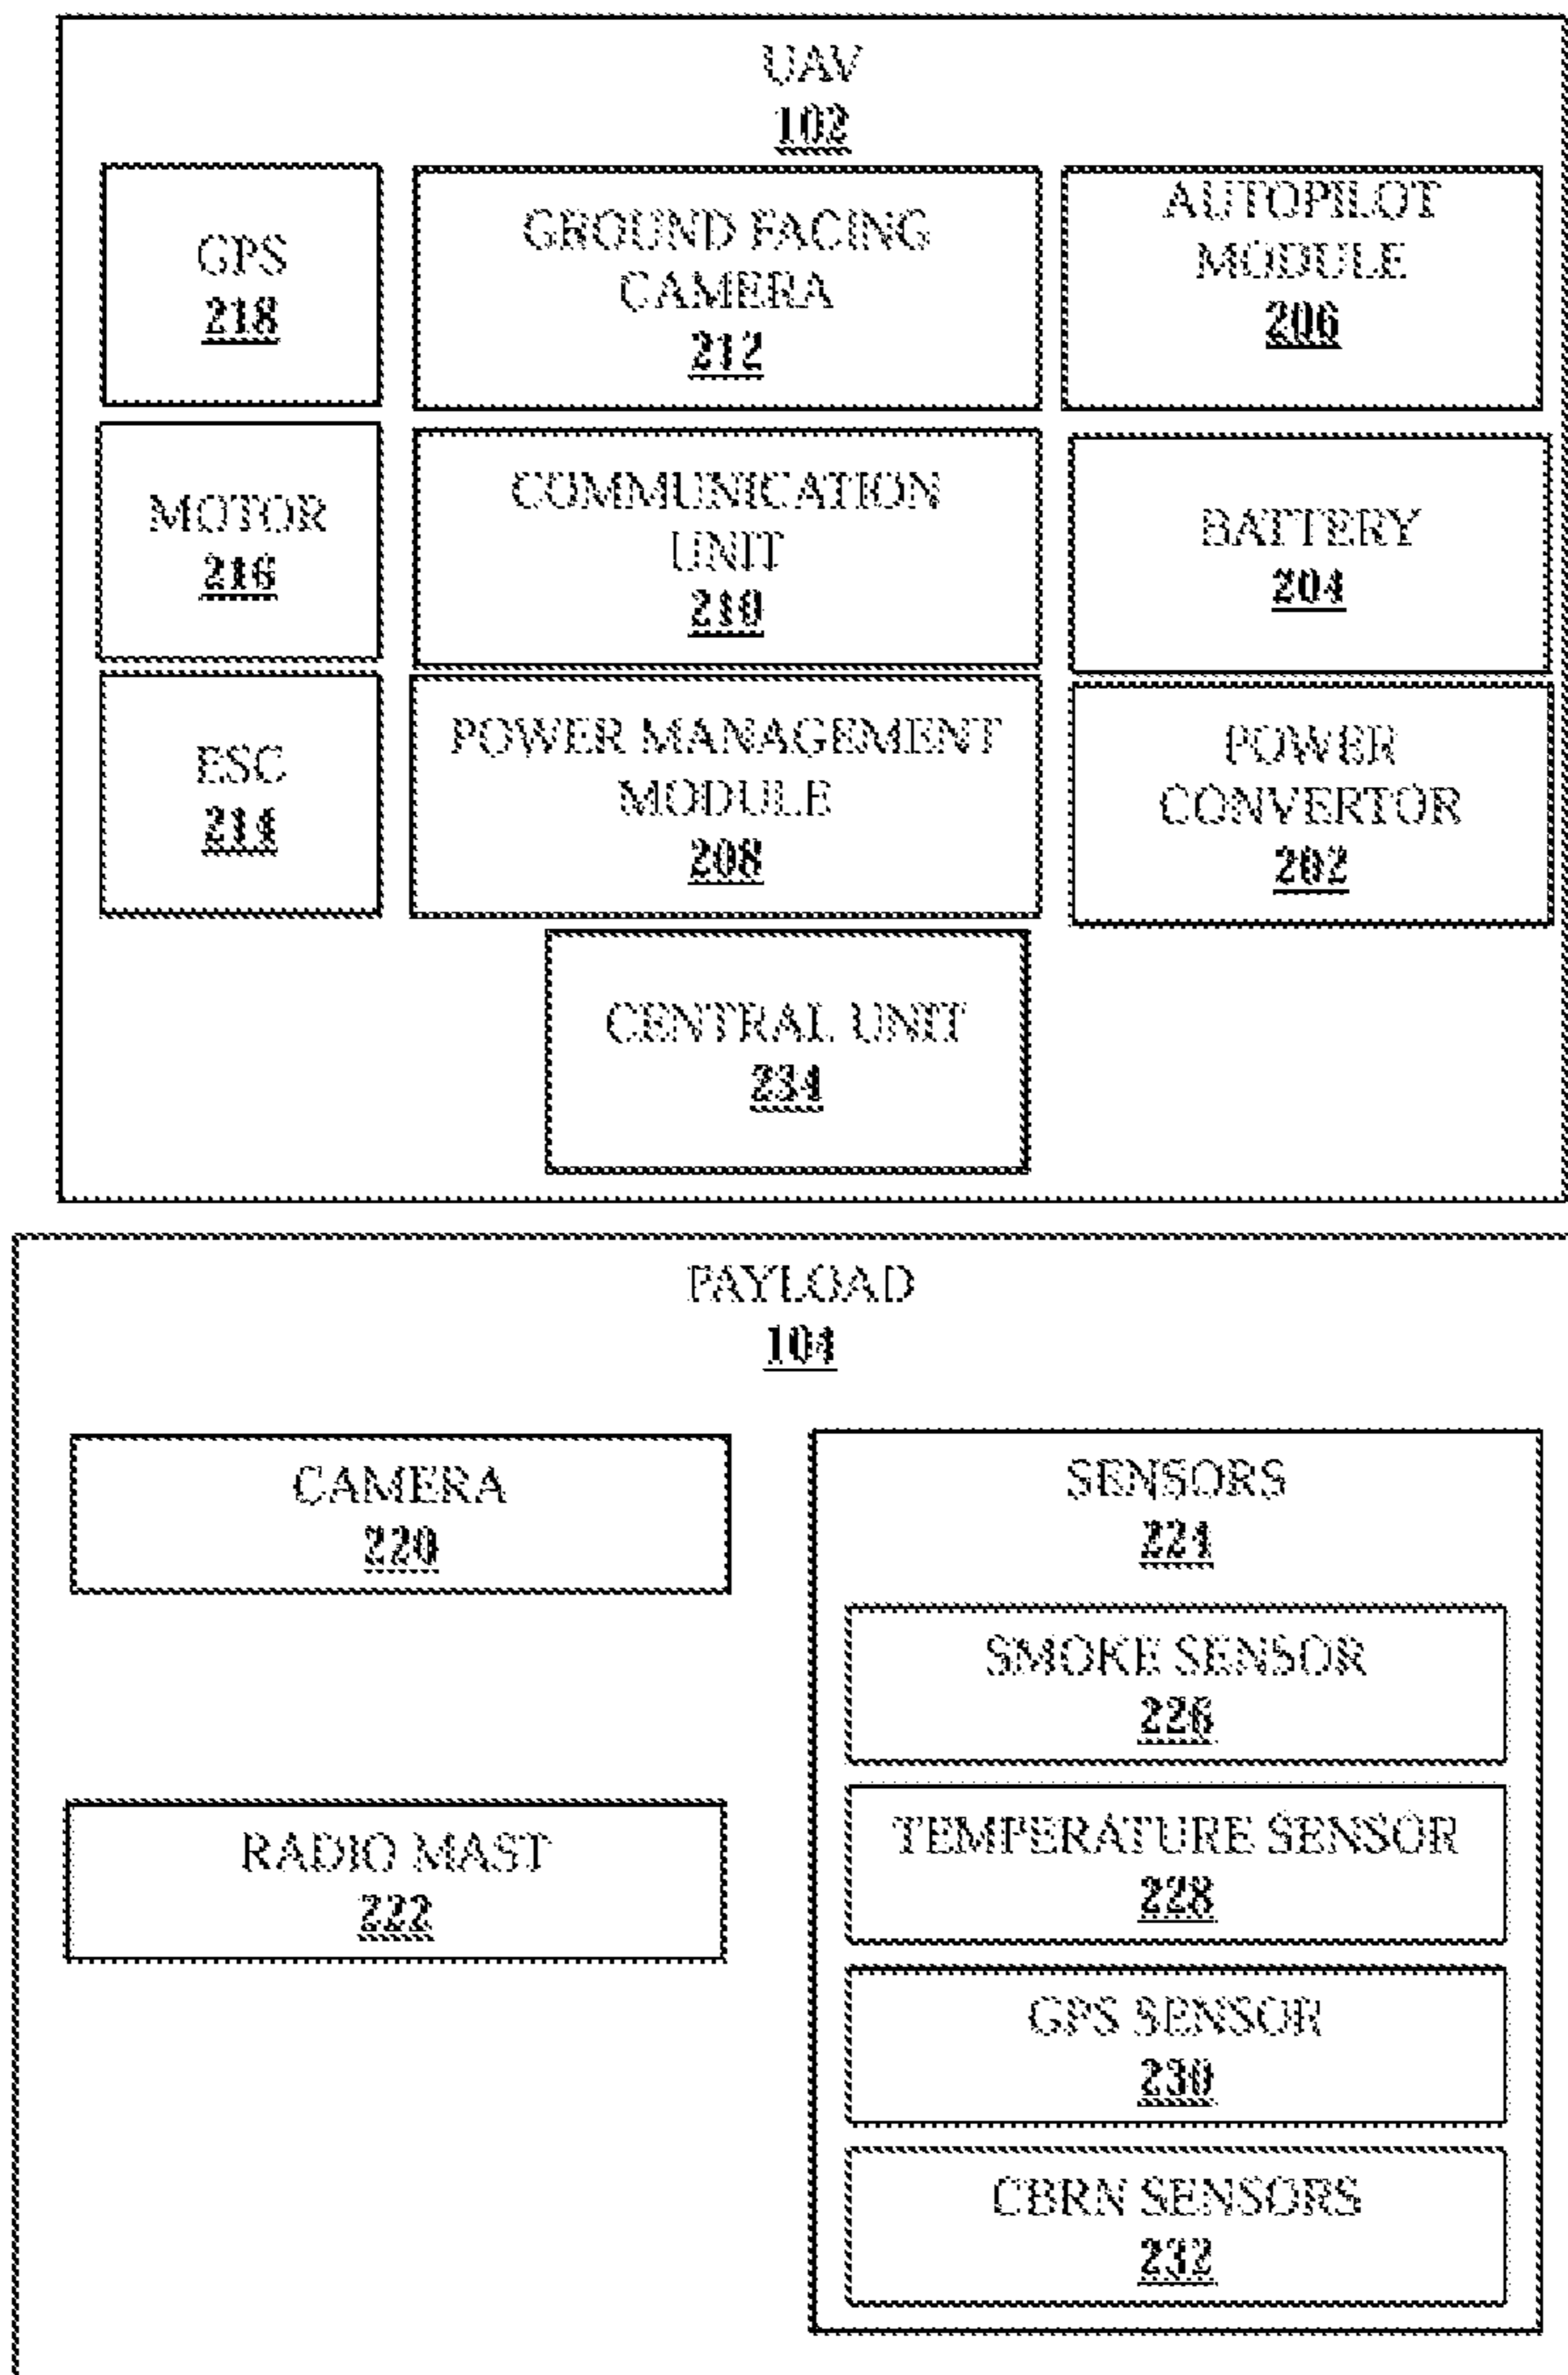 UAV
102
GPS
218
GROUND FACING
CAMERA
212
AUTOPILOT
MODULE
206
MOTOR
216
COMMUNICATION
UNIT
210
BATTERY
204
ESC
214
POWER MANAGEMENT
MODULE
208
POWER
CONVERTOR
202
CENTRAL UNIT
234
PAYLOAD
104
CAMERA
220
RADIO MAST
222
SENSORS
224
SMOKE SENSOR
226
TEMPERATURE SENSOR
228
GPS SENSOR
230
CBRN SENSORS
232